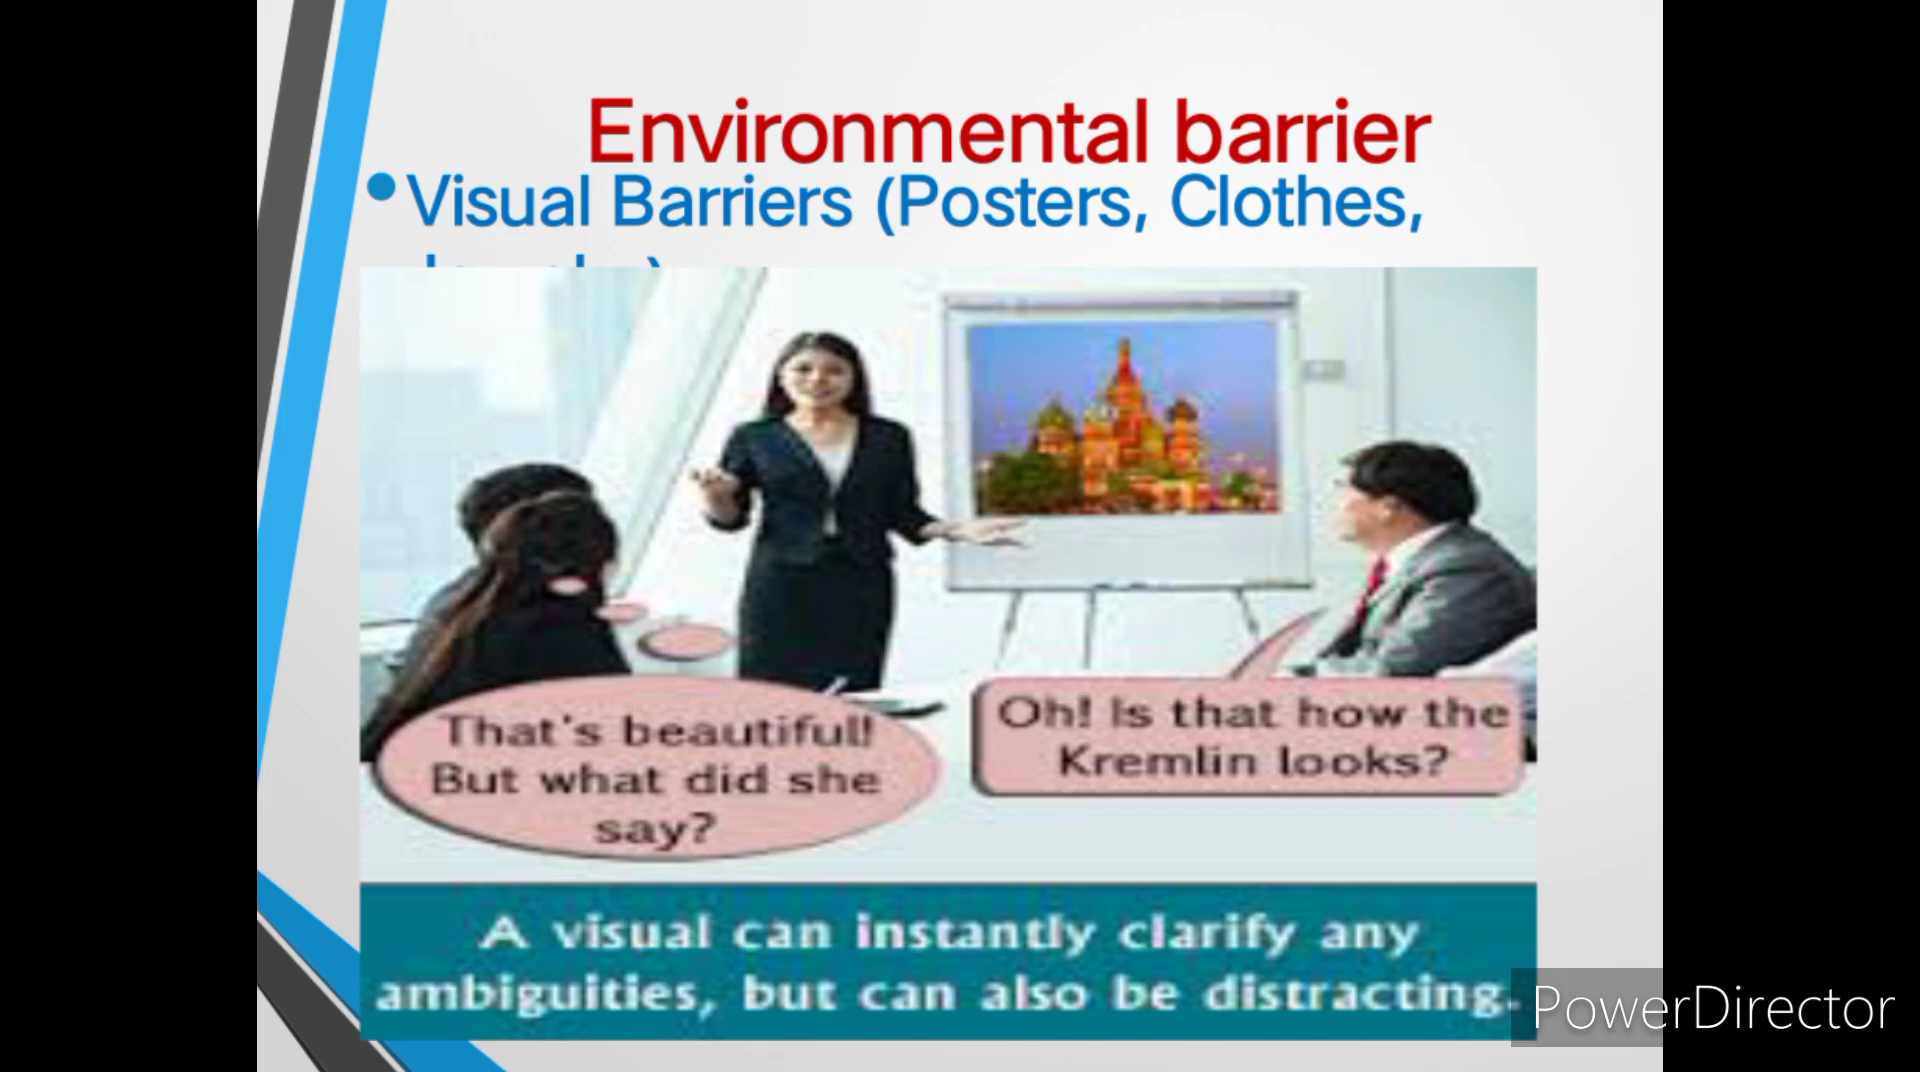 Environmental barrier
• Visual Barriers (Posters, Clothes,
That's beautiful!
But what did she
say?
Oh! Is that how the
Kremlin looks?
A visual can instantly clarify any
ambiguities, but can also be distracting.
PowerDirector